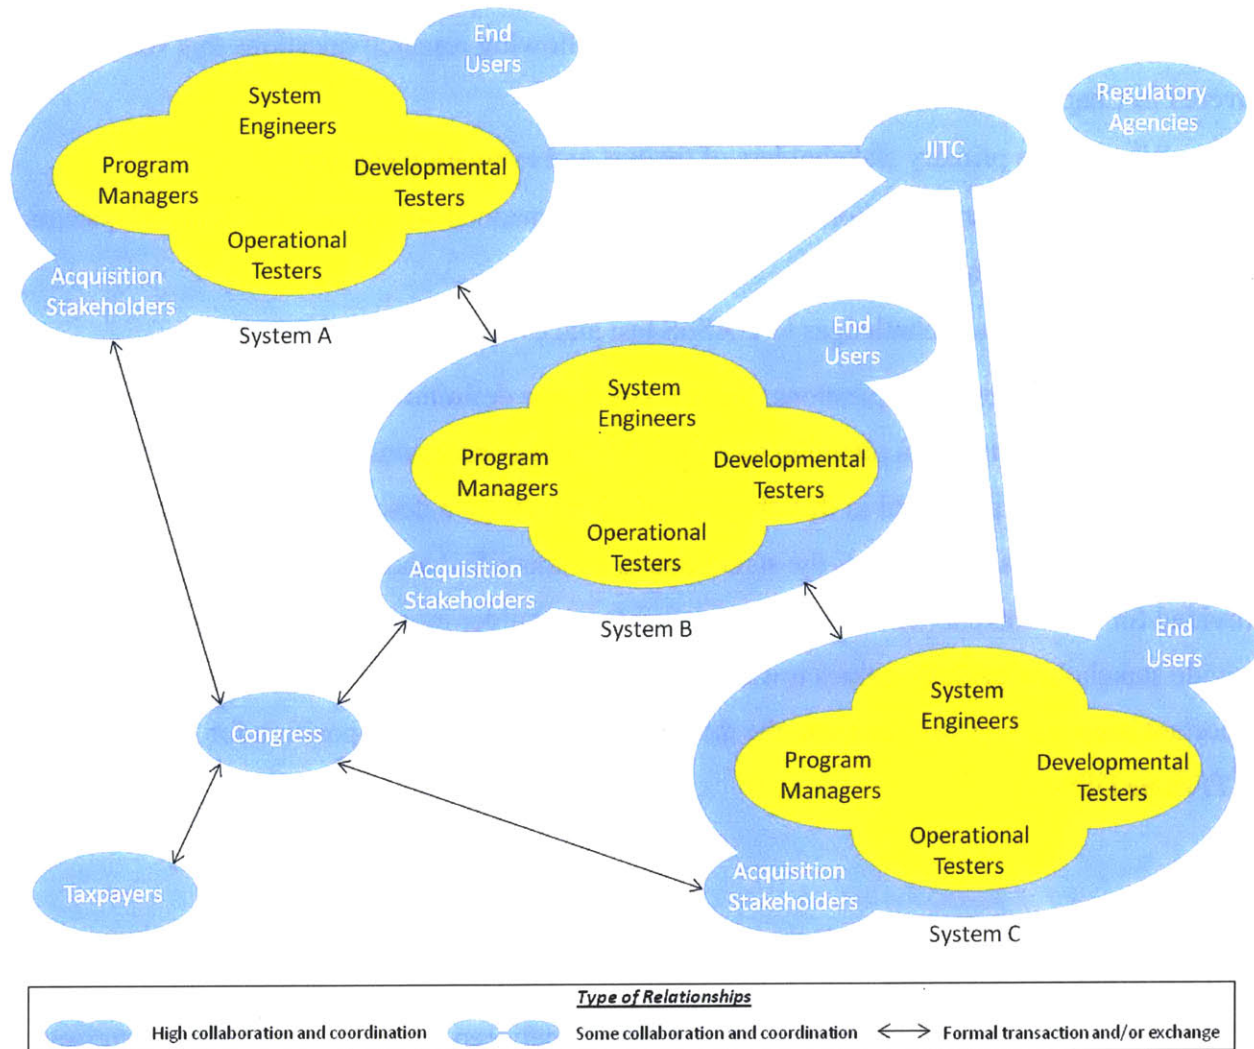 End
Users
System
Engineers
Program
Managers
Developmental
Testers
Operational
Testers
Acquisition
Stakeholders
System A
JITC
Regulatory
Agencies
End
Users
System
Engineers
Program
Managers
Developmental
Testers
Operational
Testers
Acquisition
Stakeholders
System B
End
Users
System
Engineers
Program
Managers
Developmental
Testers
Operational
Testers
Acquisition
Stakeholders
System C
Congress
Taxpayers
Type of Relationships
High collaboration and coordination
Some collaboration and coordination
Formal transaction and/or exchange